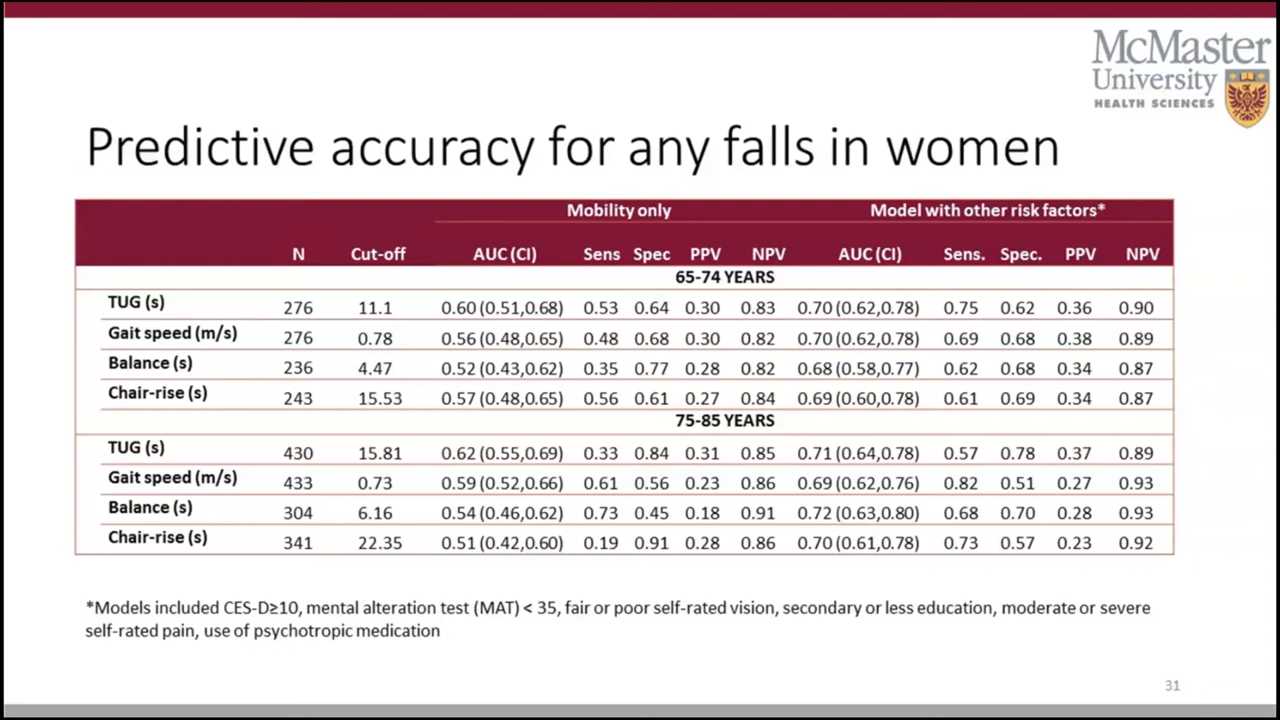 McMaster
University
HEALTH SCIENCES
Predictive accuracy for any falls in women
Mobility only Model with other risk factors*
N Cut-off AUC (CI) Sens Spec PPV NPV AUC (CI) Sens. Spec. PPV NPV
65-74 YEARS
TUG (s) 276 11.1 0.60 (0.51,0.68) 0.53 0.64 0.30 0.83 0.70 (0.62,0.78) 0.75 0.62 0.36 0.90
Gait speed (m/s) 276 0.78 0.56 (0.48,0.65) 0.48 0.68 0.30 0.82 0.70 (0.62,0.78) 0.69 0.68 0.38 0.89
Balance (s) 236 4.47 0.52 (0.43,0.62) 0.35 0.77 0.28 0.82 0.68 (0.58,0.77) 0.62 0.68 0.34 0.87
Chair-rise (s) 243 15.53 0.57 (0.48,0.65) 0.56 0.61 0.27 0.84 0.69 (0.60,0.78) 0.61 0.69 0.34 0.87
75-85 YEARS
TUG (s) 430 15.81 0.62 (0.55,0.69) 0.33 0.84 0.31 0.85 0.71 (0.64,0.78) 0.57 0.78 0.37 0.89
Gait speed (m/s) 433 0.73 0.59 (0.52,0.66) 0.61 0.56 0.23 0.86 0.69 (0.62,0.76) 0.82 0.51 0.27 0.93
Balance (s) 304 6.16 0.54 (0.46,0.62) 0.73 0.45 0.18 0.91 0.72 (0.63,0.80) 0.68 0.70 0.28 0.93
Chair-rise (s) 341 22.35 0.51 (0.42,0.60) 0.19 0.91 0.28 0.86 0.70 (0.61,0.78) 0.73 0.57 0.23 0.92
*Models included CES-D≥10, mental alteration test (MAT) < 35, fair or poor self-rated vision, secondary or less education, moderate or severe
self-rated pain, use of psychotropic medication
31